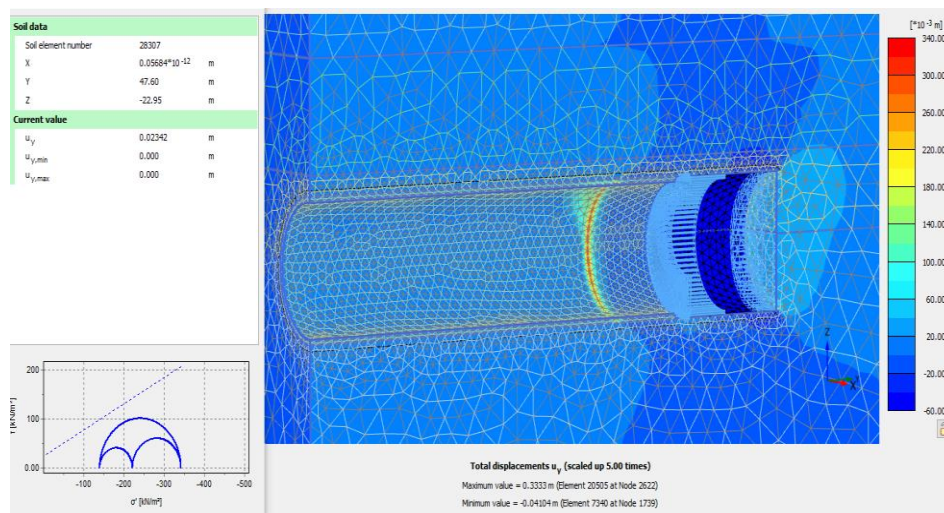 Soil data
Soil element number 28307
X 0.05684*10 -12 m
Y 47.60 m
Z -22.95 m
Current value
u y 0.02342 m
u y,min 0.000 m
u y,max 0.000 m
[*10 -3 m]
340.00
300.00
260.00
220.00
180.00
140.00
100.00
60.00
20.00
-20.00
-60.00
Z
X
200
100
0.00
-100 -200 -300 -400 -500
σ' [kN/m²]
Total displacements u y (scaled up 5.00 times)
Maximum value = 0.3333 m (Element 20505 at Node 2622)
Minimum value = -0.04104 m (Element 7340 at Node 1739)